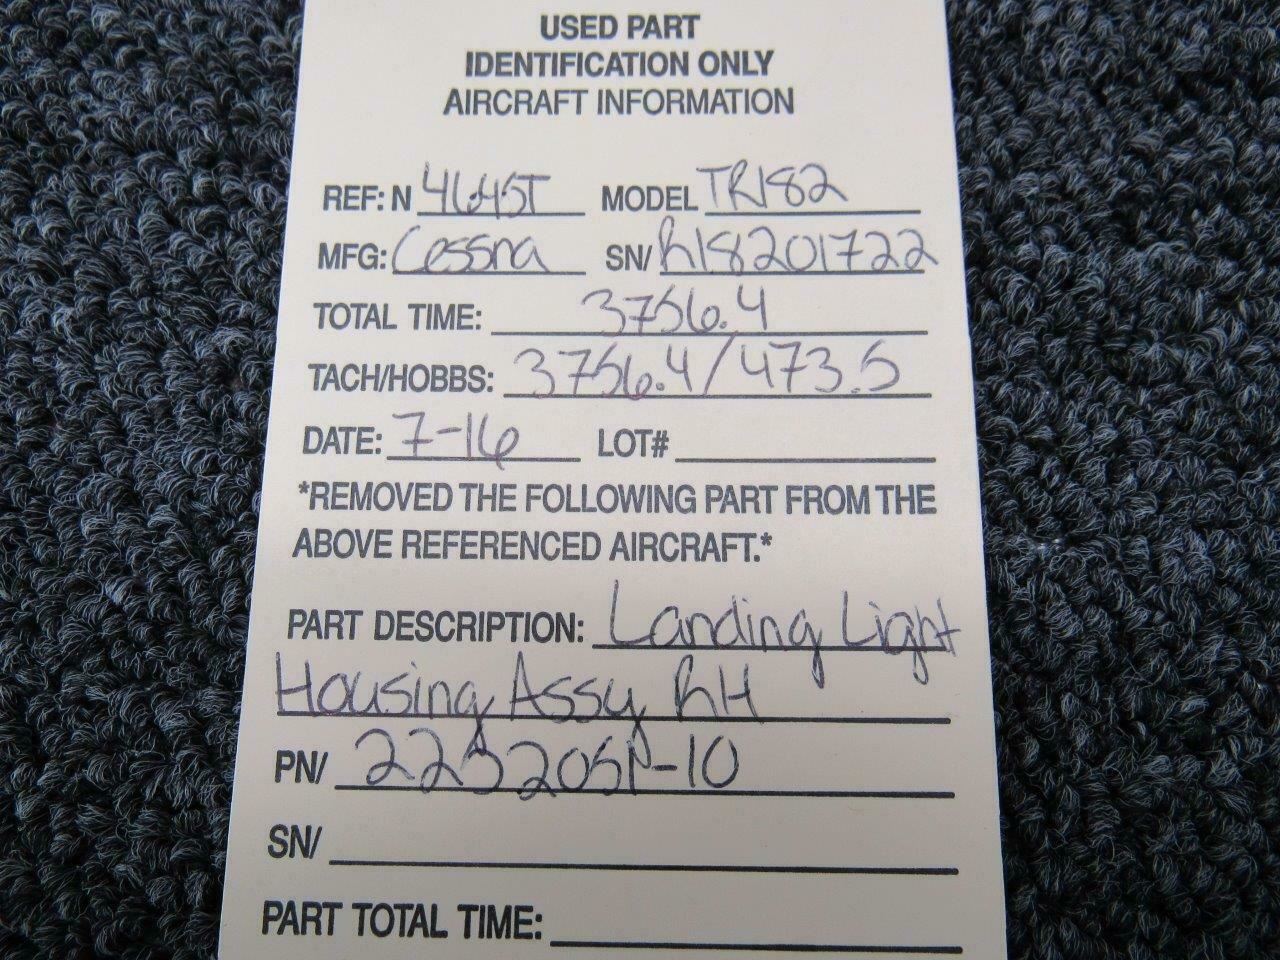 USED PART
IDENTIFICATION ONLY
AIRCRAFT INFORMATION
REF: N 4645T MODEL TR182
MFG: Cessna SN/ R18201722
TOTAL TIME: 3756.4
TACH/HOBBS: 3756.4/473.5
DATE: 7-16 LOT#
*REMOVED THE FOLLOWING PART FROM THE
ABOVE REFERENCED AIRCRAFT.*
PART DESCRIPTION: Landing Light
Housing Assy RH
PN/ 225205P-10
SN/
PART TOTAL TIME: